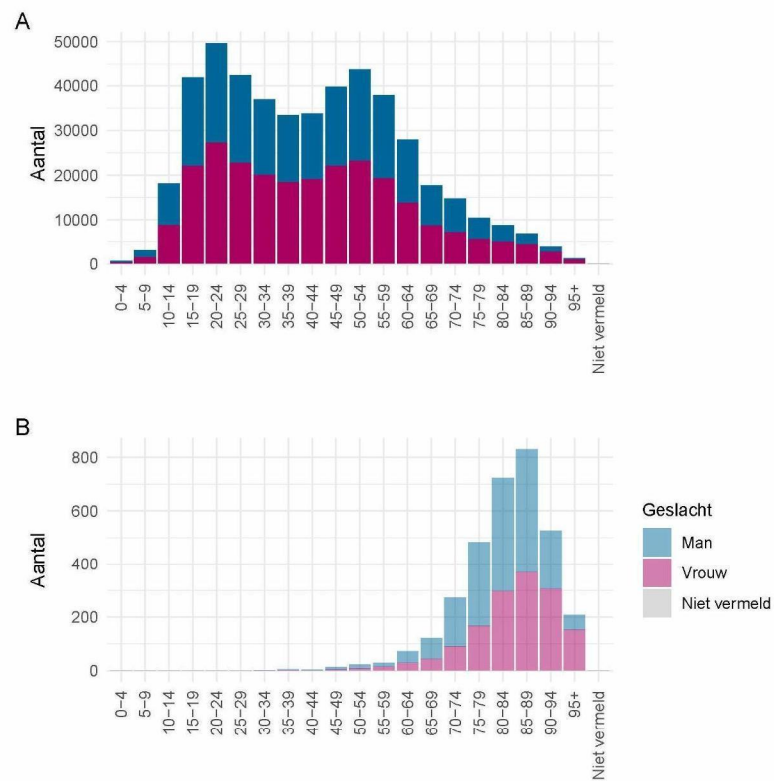 A
50000
40000
30000
20000
10000
0
Aantal
0-4 5-9 10-14 15-19 20-24 25-29 30-34 35-39 40-44 45-49 50-54 55-59 60-64 65-69 70-74 75-79 80-84 85-89 90-94 95+ Niet vermeld
B
800
600
400
200
0
Aantal
0-4 5-9 10-14 15-19 20-24 25-29 30-34 35-39 40-44 45-49 50-54 55-59 60-64 65-69 70-74 75-79 80-84 85-89 90-94 95+ Niet vermeld
Geslacht
Man
Vrouw
Niet vermeld